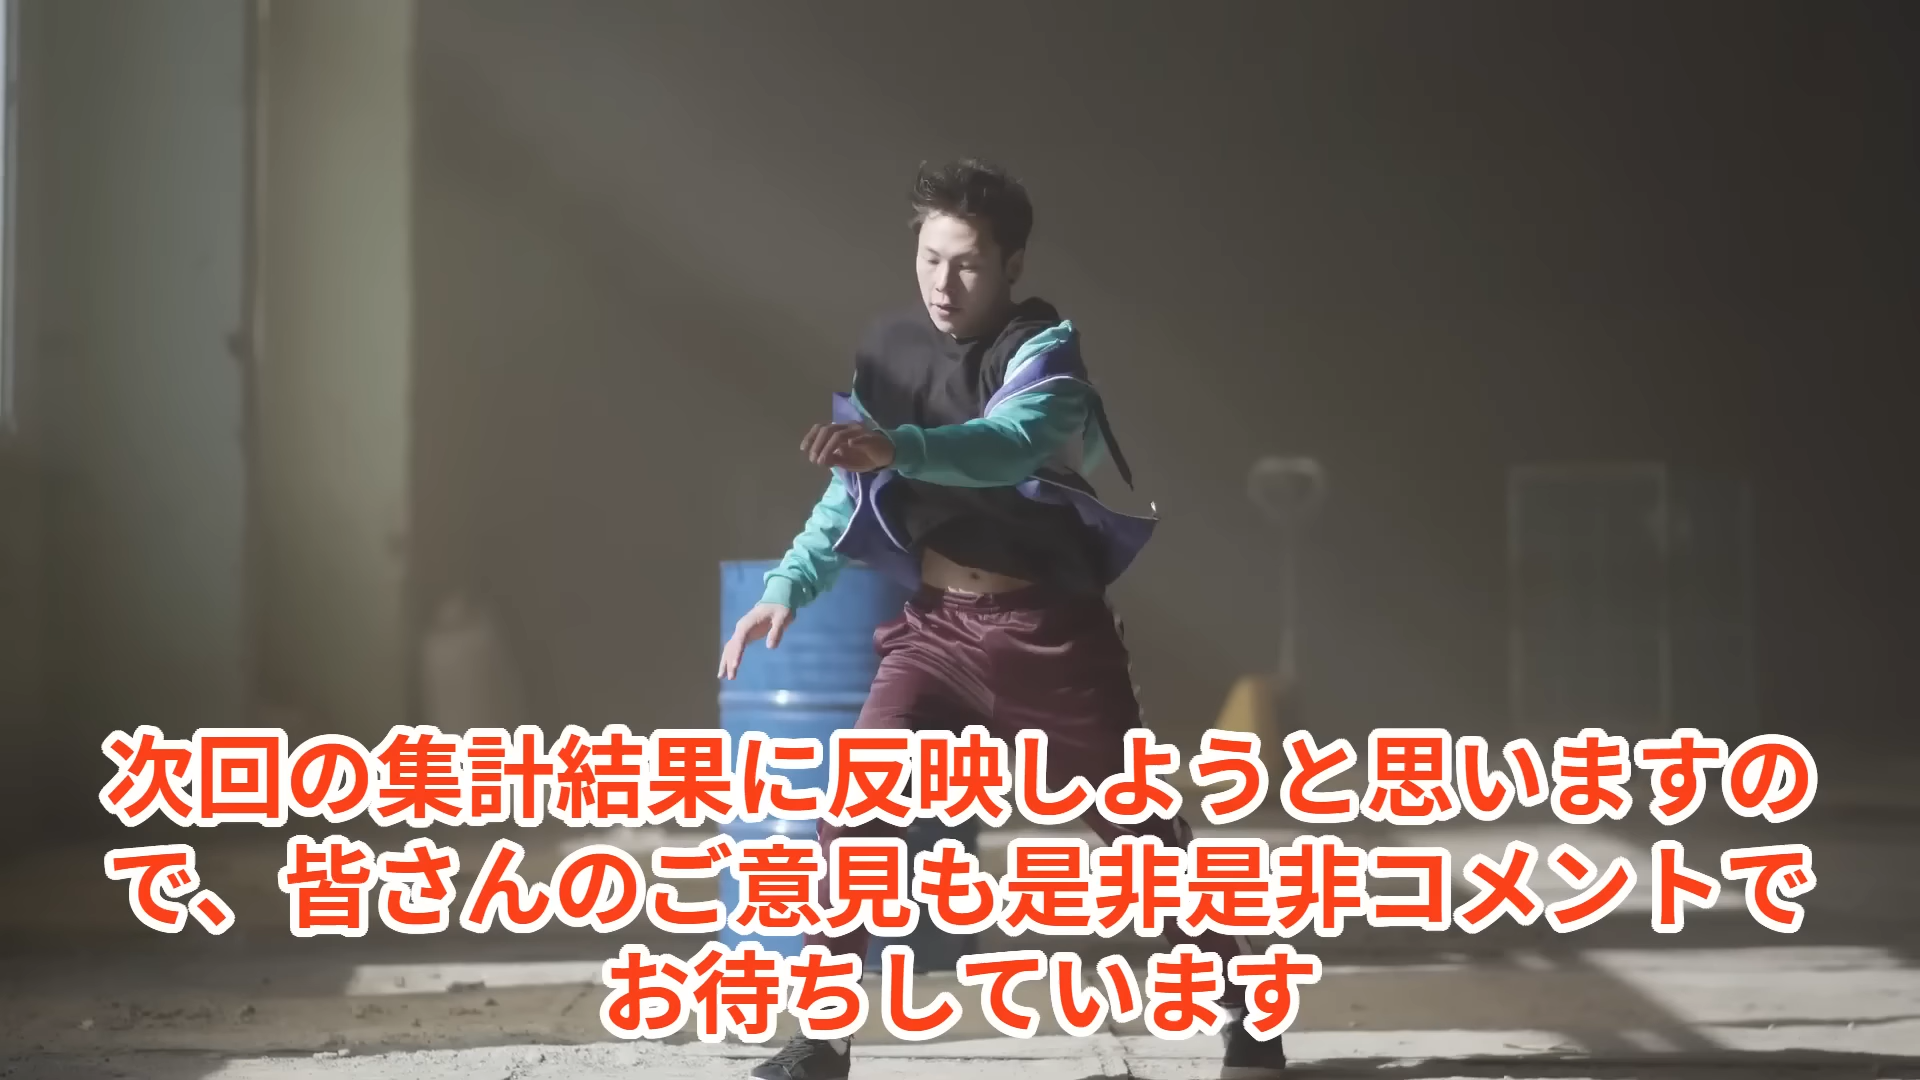 次回の集計結果に反映しようと思いますの
で、皆さんのご意見も是非是非コメントで
お待ちしています